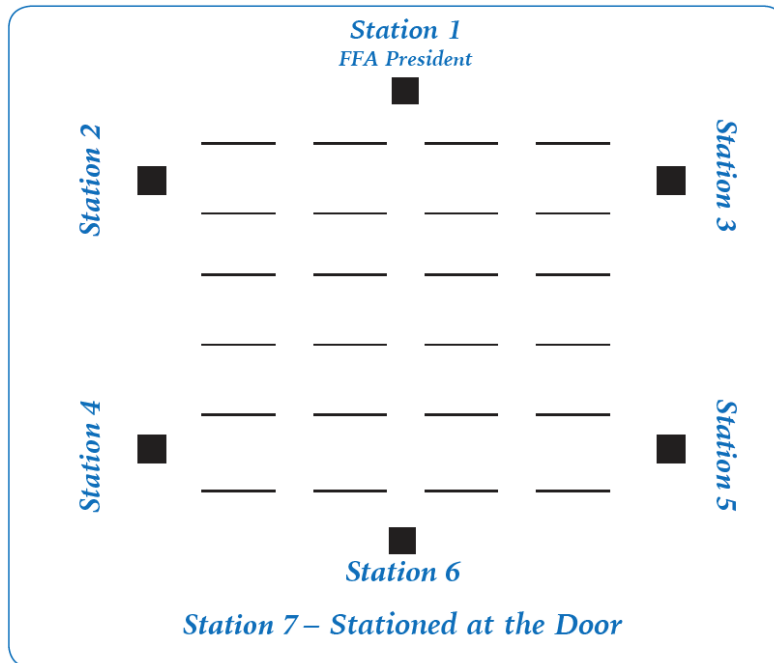 Station 1
FFA President
Station 2
Station 3
Station 4
Station 5
Station 6
Station 7 – Stationed at the Door